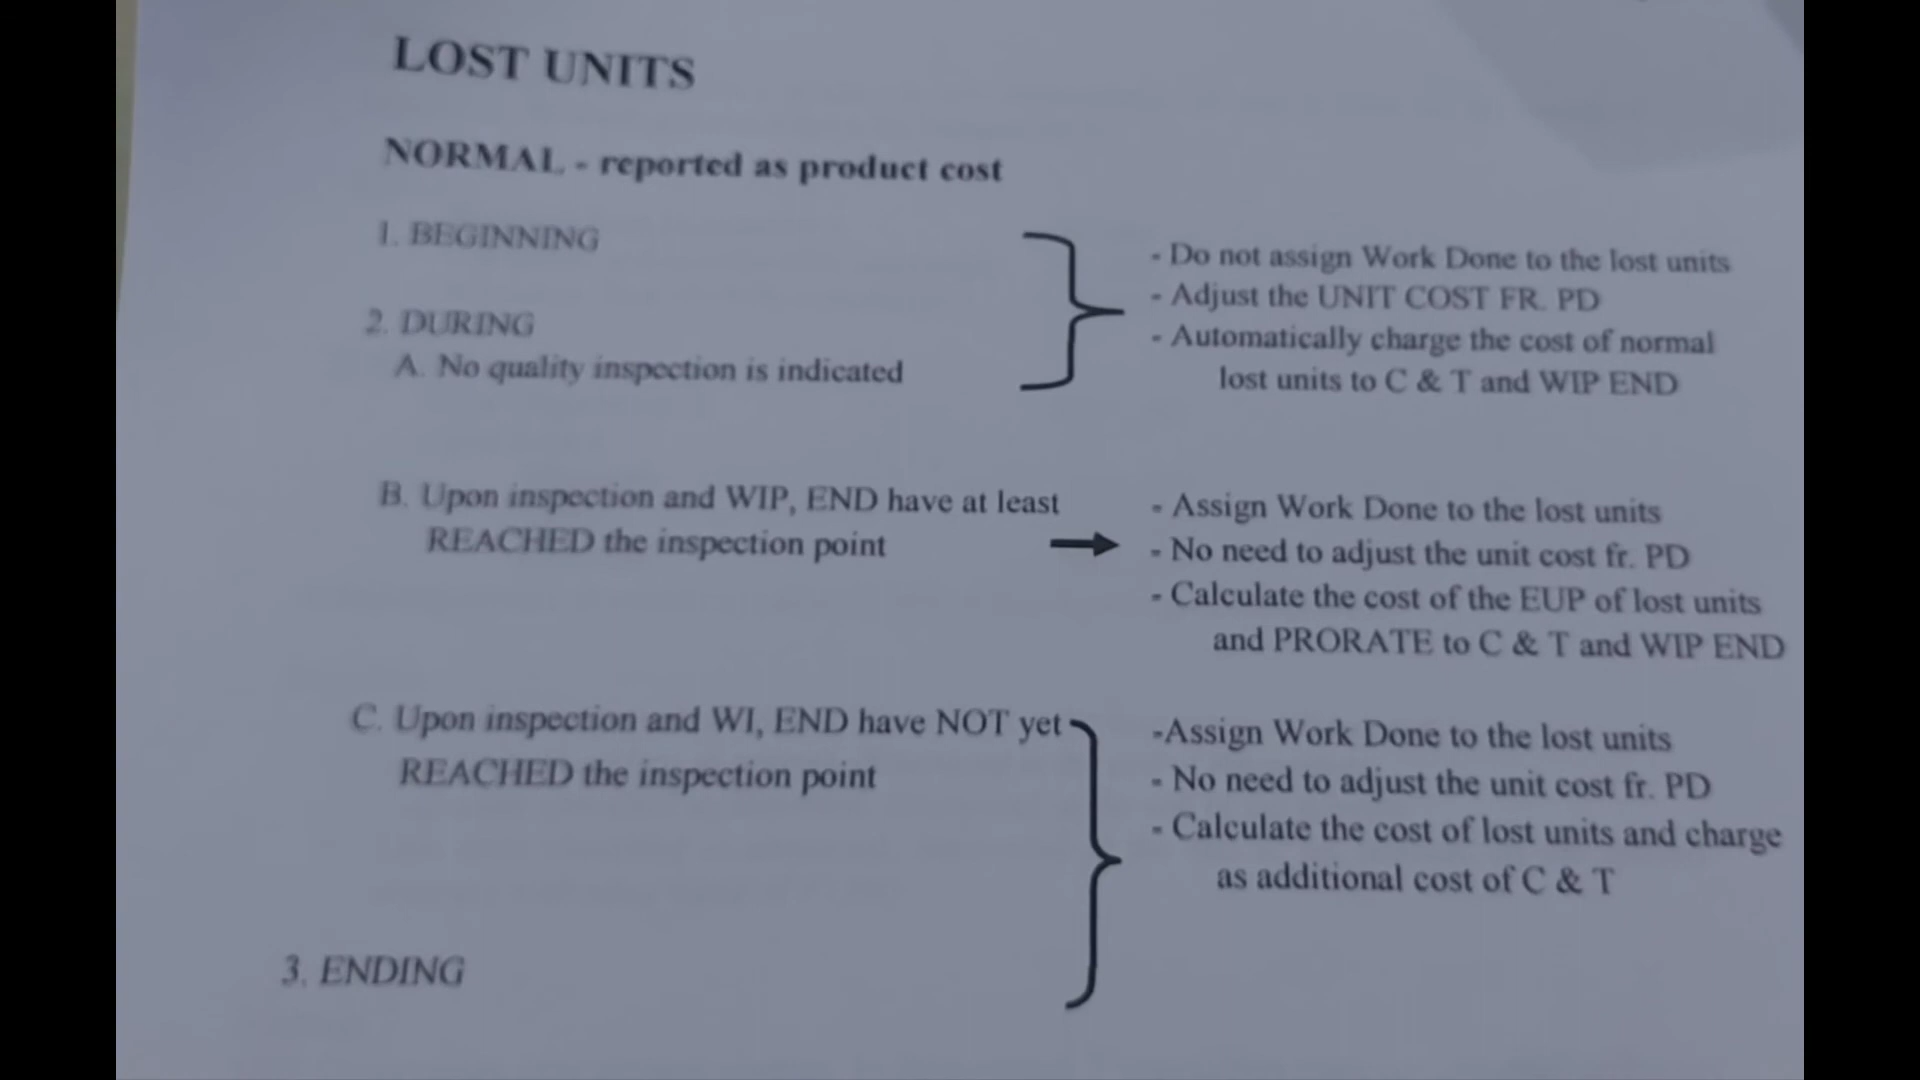 LOST UNITS
NORMAL - reported as product cost
1. BEGINNING
2. DURING
A. No quality inspection is indicated
- Do not assign Work Done to the lost units
- Adjust the UNIT COST FR. PD
- Automatically charge the cost of normal
lost units to C & T and WIP END
B. Upon inspection and WIP, END have at least
REACHED the inspection point
- Assign Work Done to the lost units
- No need to adjust the unit cost fr. PD
- Calculate the cost of the EUP of lost units
and PRORATE to C & T and WIP END
C. Upon inspection and WI, END have NOT yet
REACHED the inspection point
-Assign Work Done to the lost units
- No need to adjust the unit cost fr. PD
- Calculate the cost of lost units and charge
as additional cost of C & T
3. ENDING